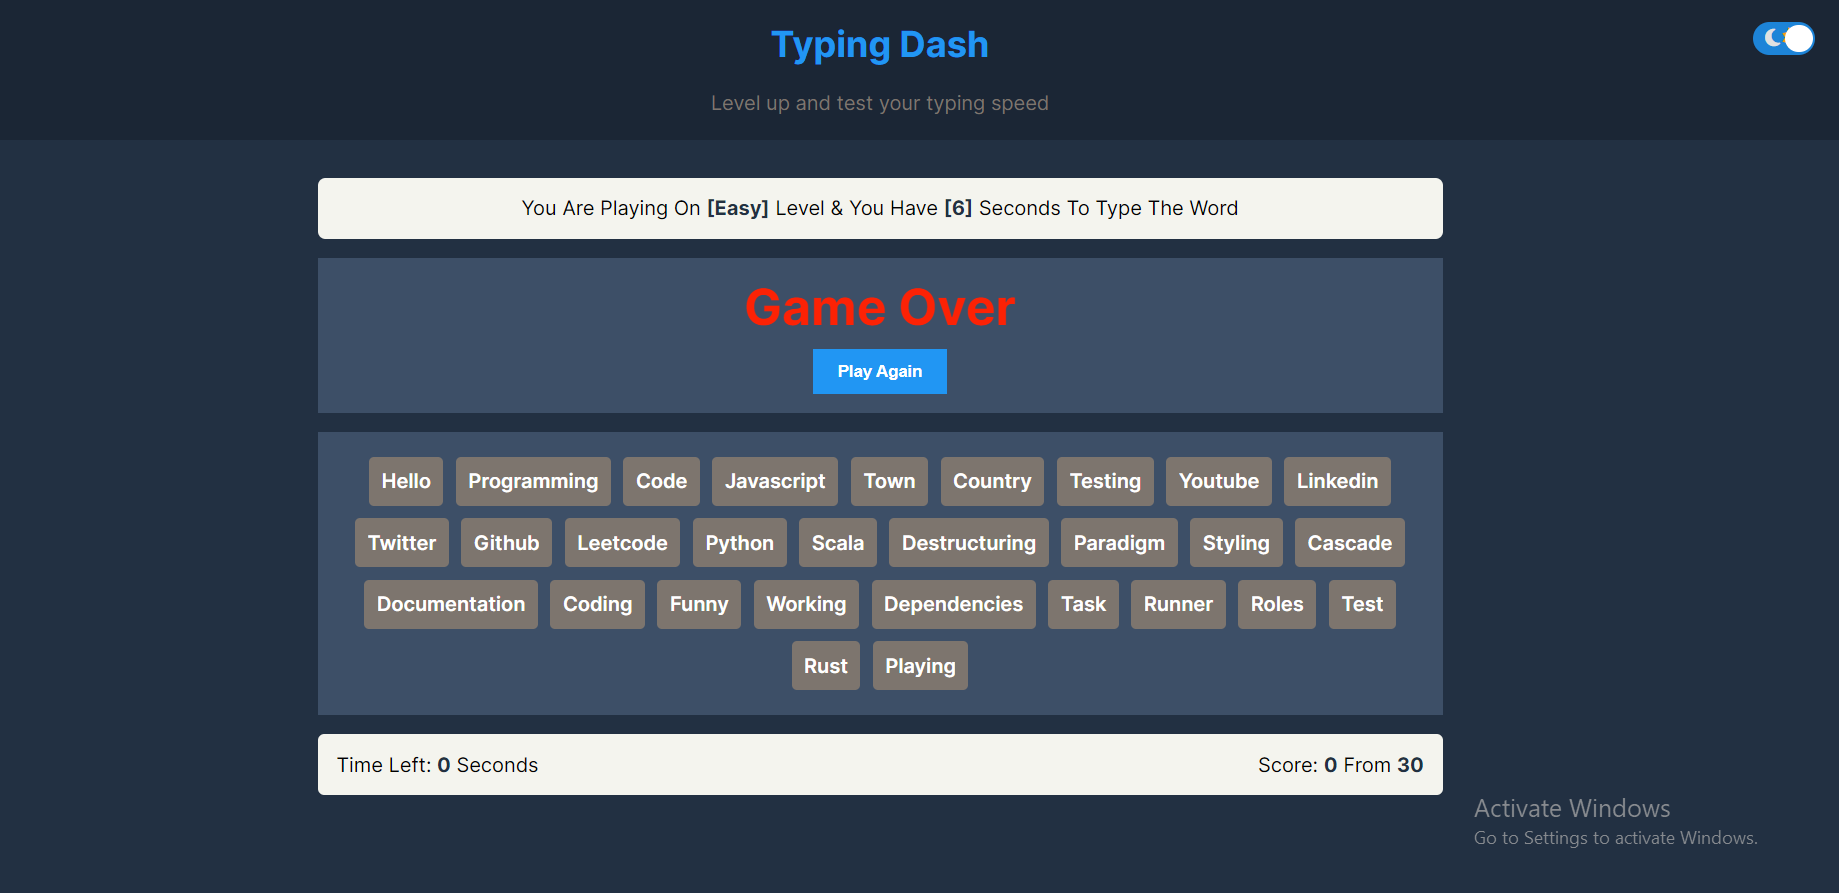 Typing Dash
Level up and test your typing speed
You Are Playing On [Easy] Level & You Have [6] Seconds To Type The Word
Game Over
Play Again
Hello Programming Code Javascript Town Country Testing Youtube Linkedin
Twitter Github Leetcode Python Scala Destructuring Paradigm Styling Cascade
Documentation Coding Funny Working Dependencies Task Runner Roles Test
Rust Playing
Time Left: 0 Seconds Score: 0 From 30
Activate Windows
Go to Settings to activate Windows.